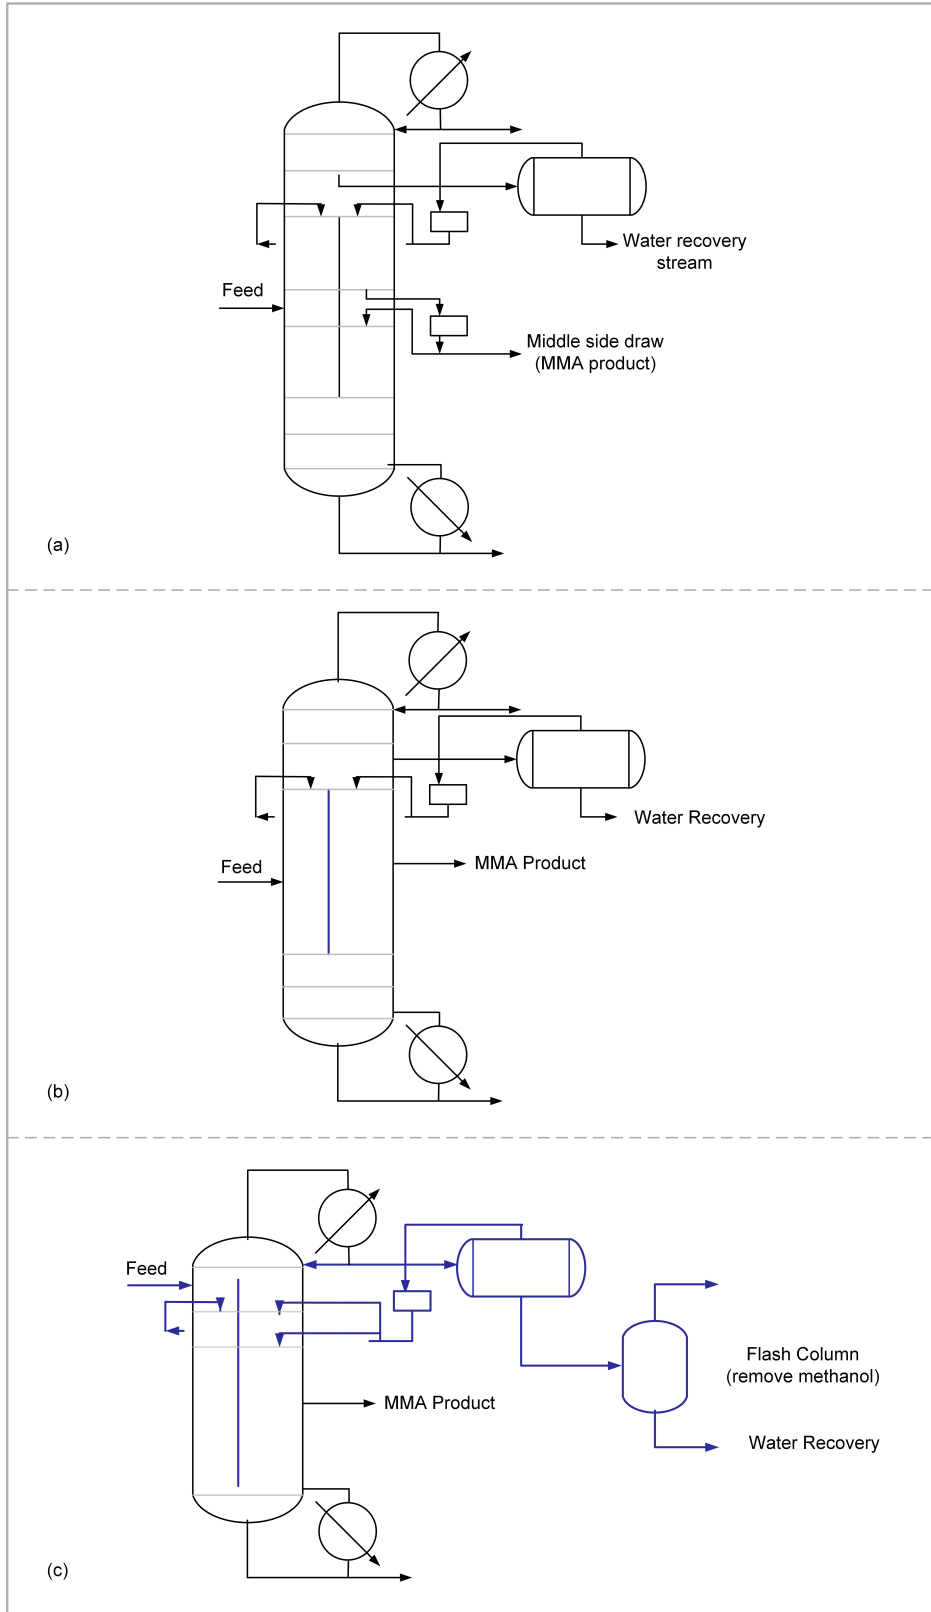 Water recovery
stream
Feed
Middle side draw
(MMA product)
(a)
Water Recovery
MMA Product
Feed
(b)
Feed
Flash Column
(remove methanol)
MMA Product
Water Recovery
(c)